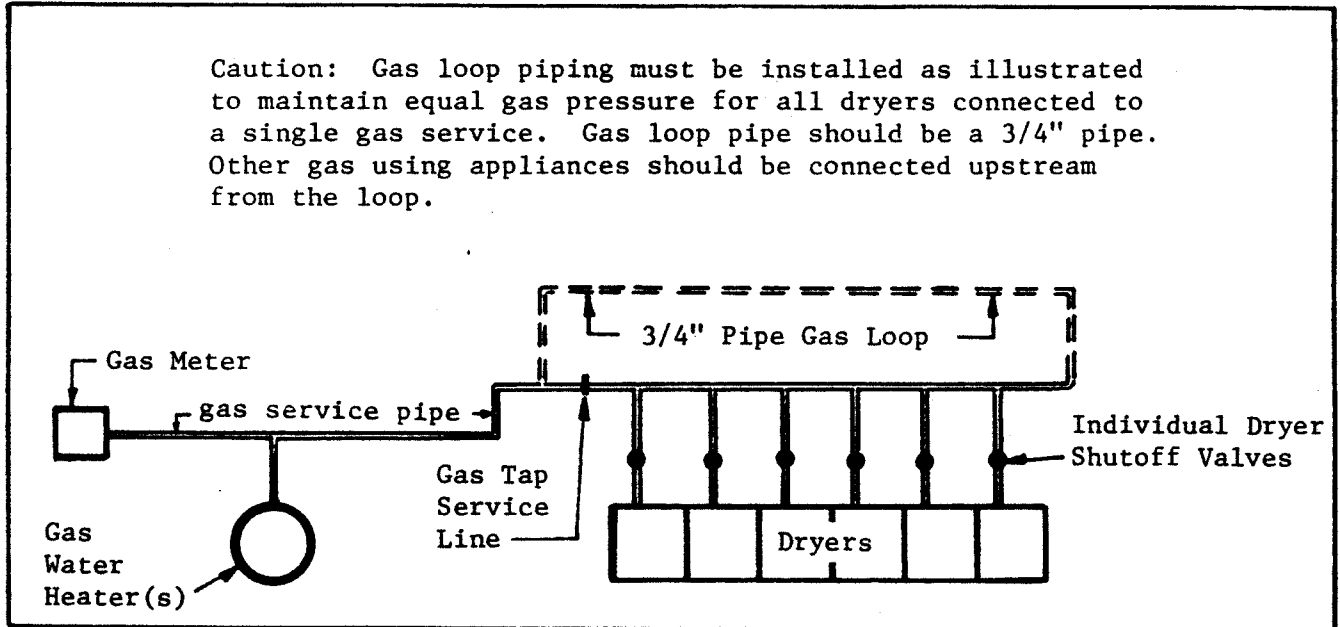 Caution: Gas loop piping must be installed as illustrated
to maintain equal gas pressure for all dryers connected to
a single gas service. Gas loop pipe should be a 3/4" pipe.
Other gas using appliances should be connected upstream
from the loop.
3/4" Pipe Gas Loop
Gas Meter
gas service pipe
Individual Dryer
Shutoff Valves
Gas Tap
Service
Line
Gas
Water
Heater(s)
Dryers